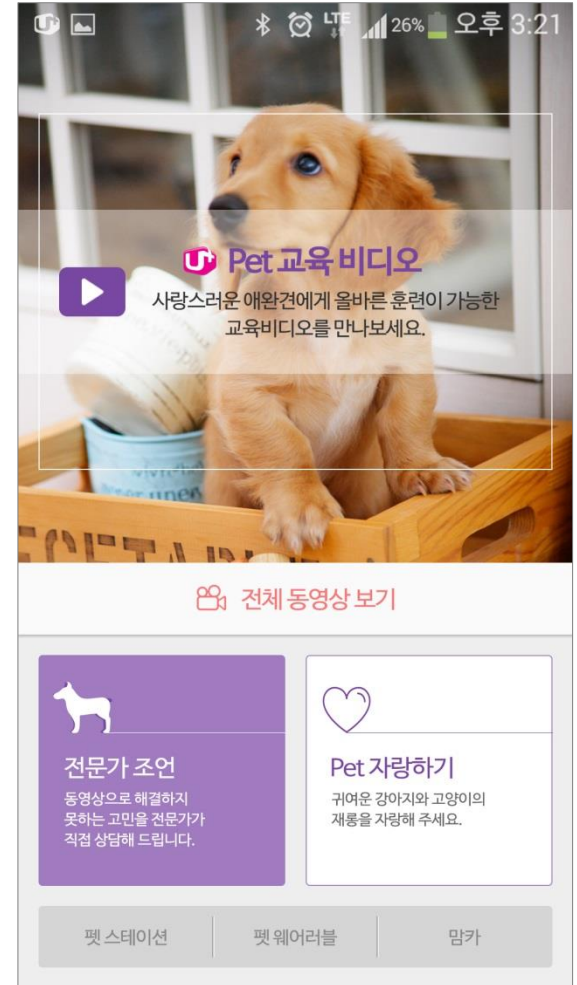 U+
LTE
26%
오후 3:21
U+ Pet 교육 비디오
사랑스러운 애완견에게 올바른 훈련이 가능한
교육비디오를 만나보세요.
전체 동영상 보기
전문가 조언
동영상으로 해결하지
못하는 고민을 전문가가
직접 상담해 드립니다.
Pet 자랑하기
귀여운 강아지와 고양이의
재롱을 자랑해 주세요.
펫 스테이션
펫 웨어러블
맘카